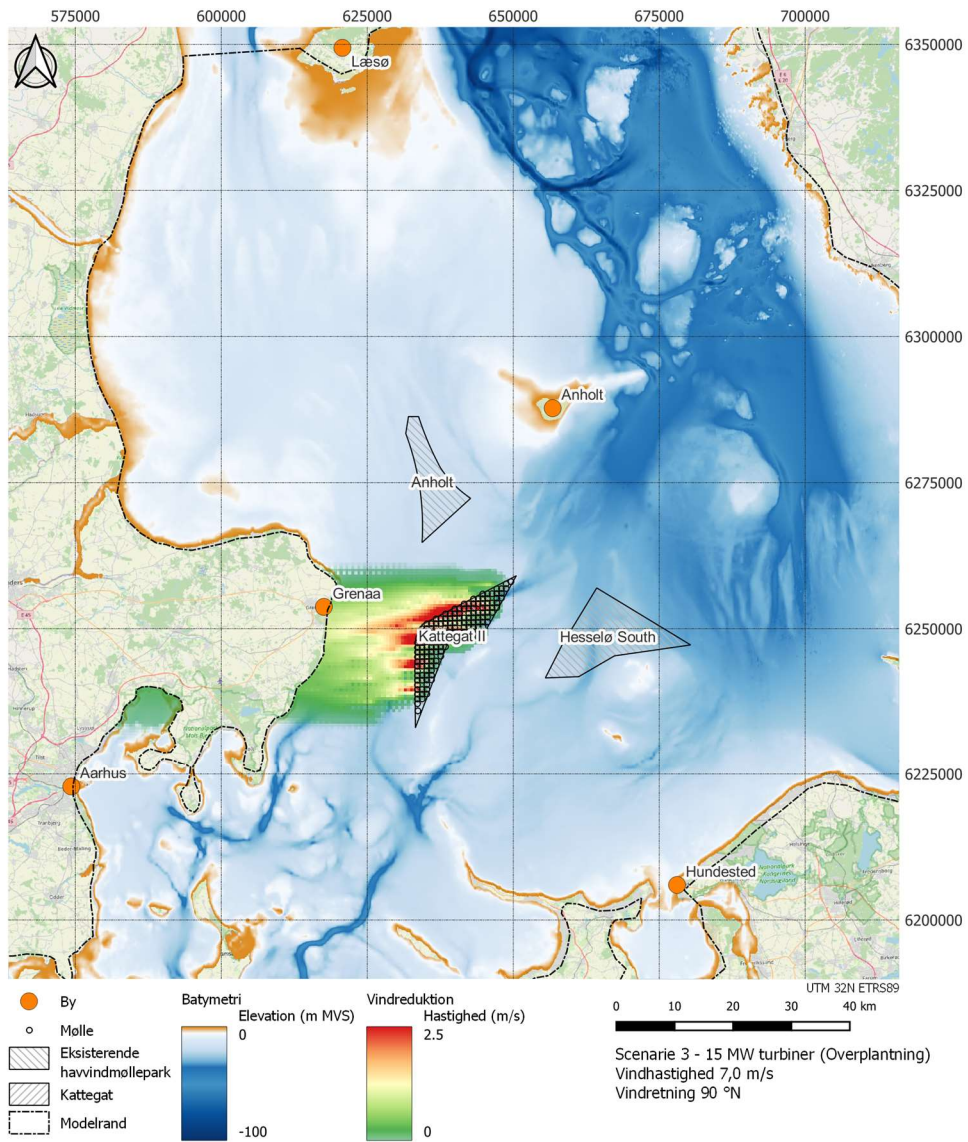 575000 600000 625000 650000 675000 700000
6350000
Læsø
6325000
6300000
Anholt
6275000
Anholt
Grenaa
Kattegat II
Hesselø South
6250000
Aarhus
6225000
Hundested
6200000
UTM 32N ETRS89
By
Mølle
Eksisterende
havvindmøllepark
Kattegat
Modelrand
Batymetri
Elevation (m MVS)
0
-100
Vindreduktion
Hastighed (m/s)
2.5
0
0 10 20 30 40 km
Scenarie 3 - 15 MW turbiner (Overplantning)
Vindhastighed 7,0 m/s
Vindretning 90 °N